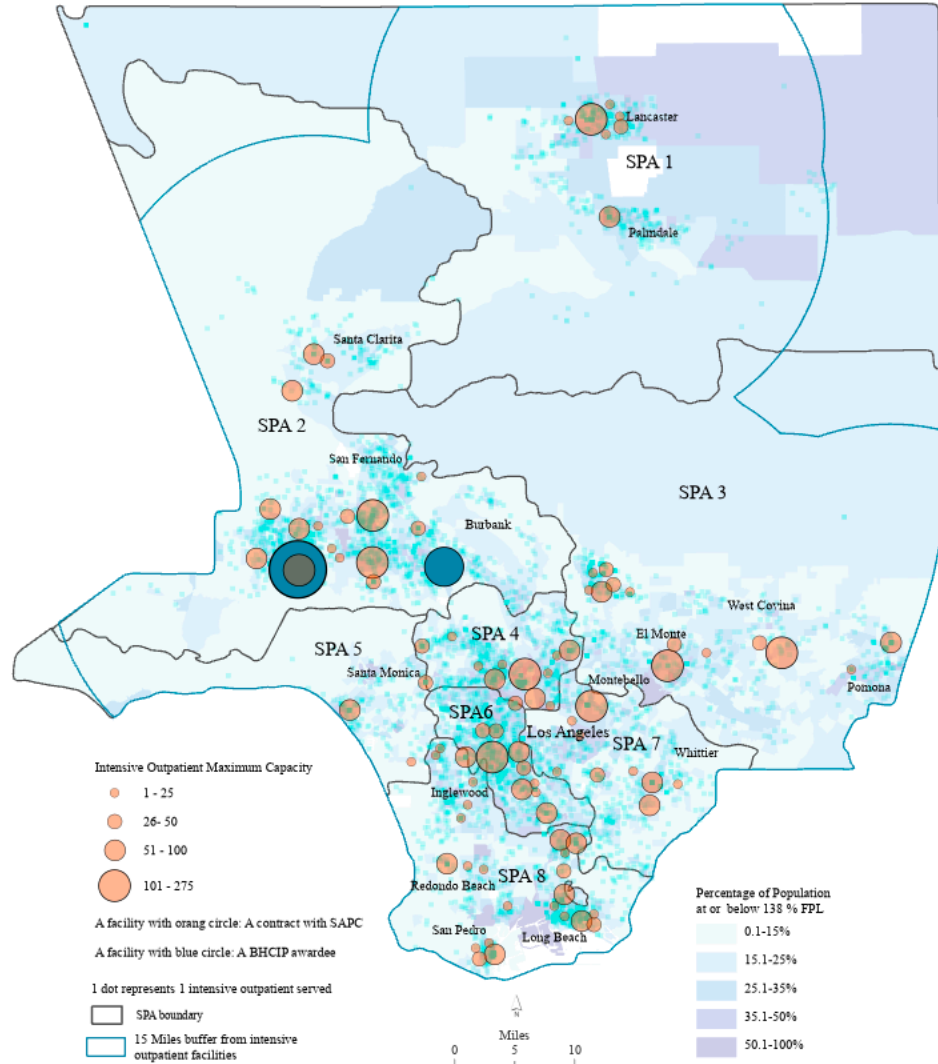 Lancaster
SPA 1
Palmdale
Santa Clarita
SPA 2
San Fernando
SPA 3
Burbank
West Covina
SPA 4
El Monte
SPA 5
Santa Monica
Montebello
Pomona
SPA6
Los Angeles
SPA 7
Whittier
Inglewood
SPA 8
Redondo Beach
San Pedro
Long Beach
Intensive Outpatient Maximum Capacity
1 - 25
26- 50
51 - 100
101 - 275
A facility with orang circle: A contract with SAPC
A facility with blue circle: A BHCIP awardee
1 dot represents 1 intensive outpatient served
SPA boundary
15 Miles buffer from intensive
outpatient facilities
N
Miles
0 5 10
Percentage of Population
at or below 138 % FPL
0.1-15%
15.1-25%
25.1-35%
35.1-50%
50.1-100%